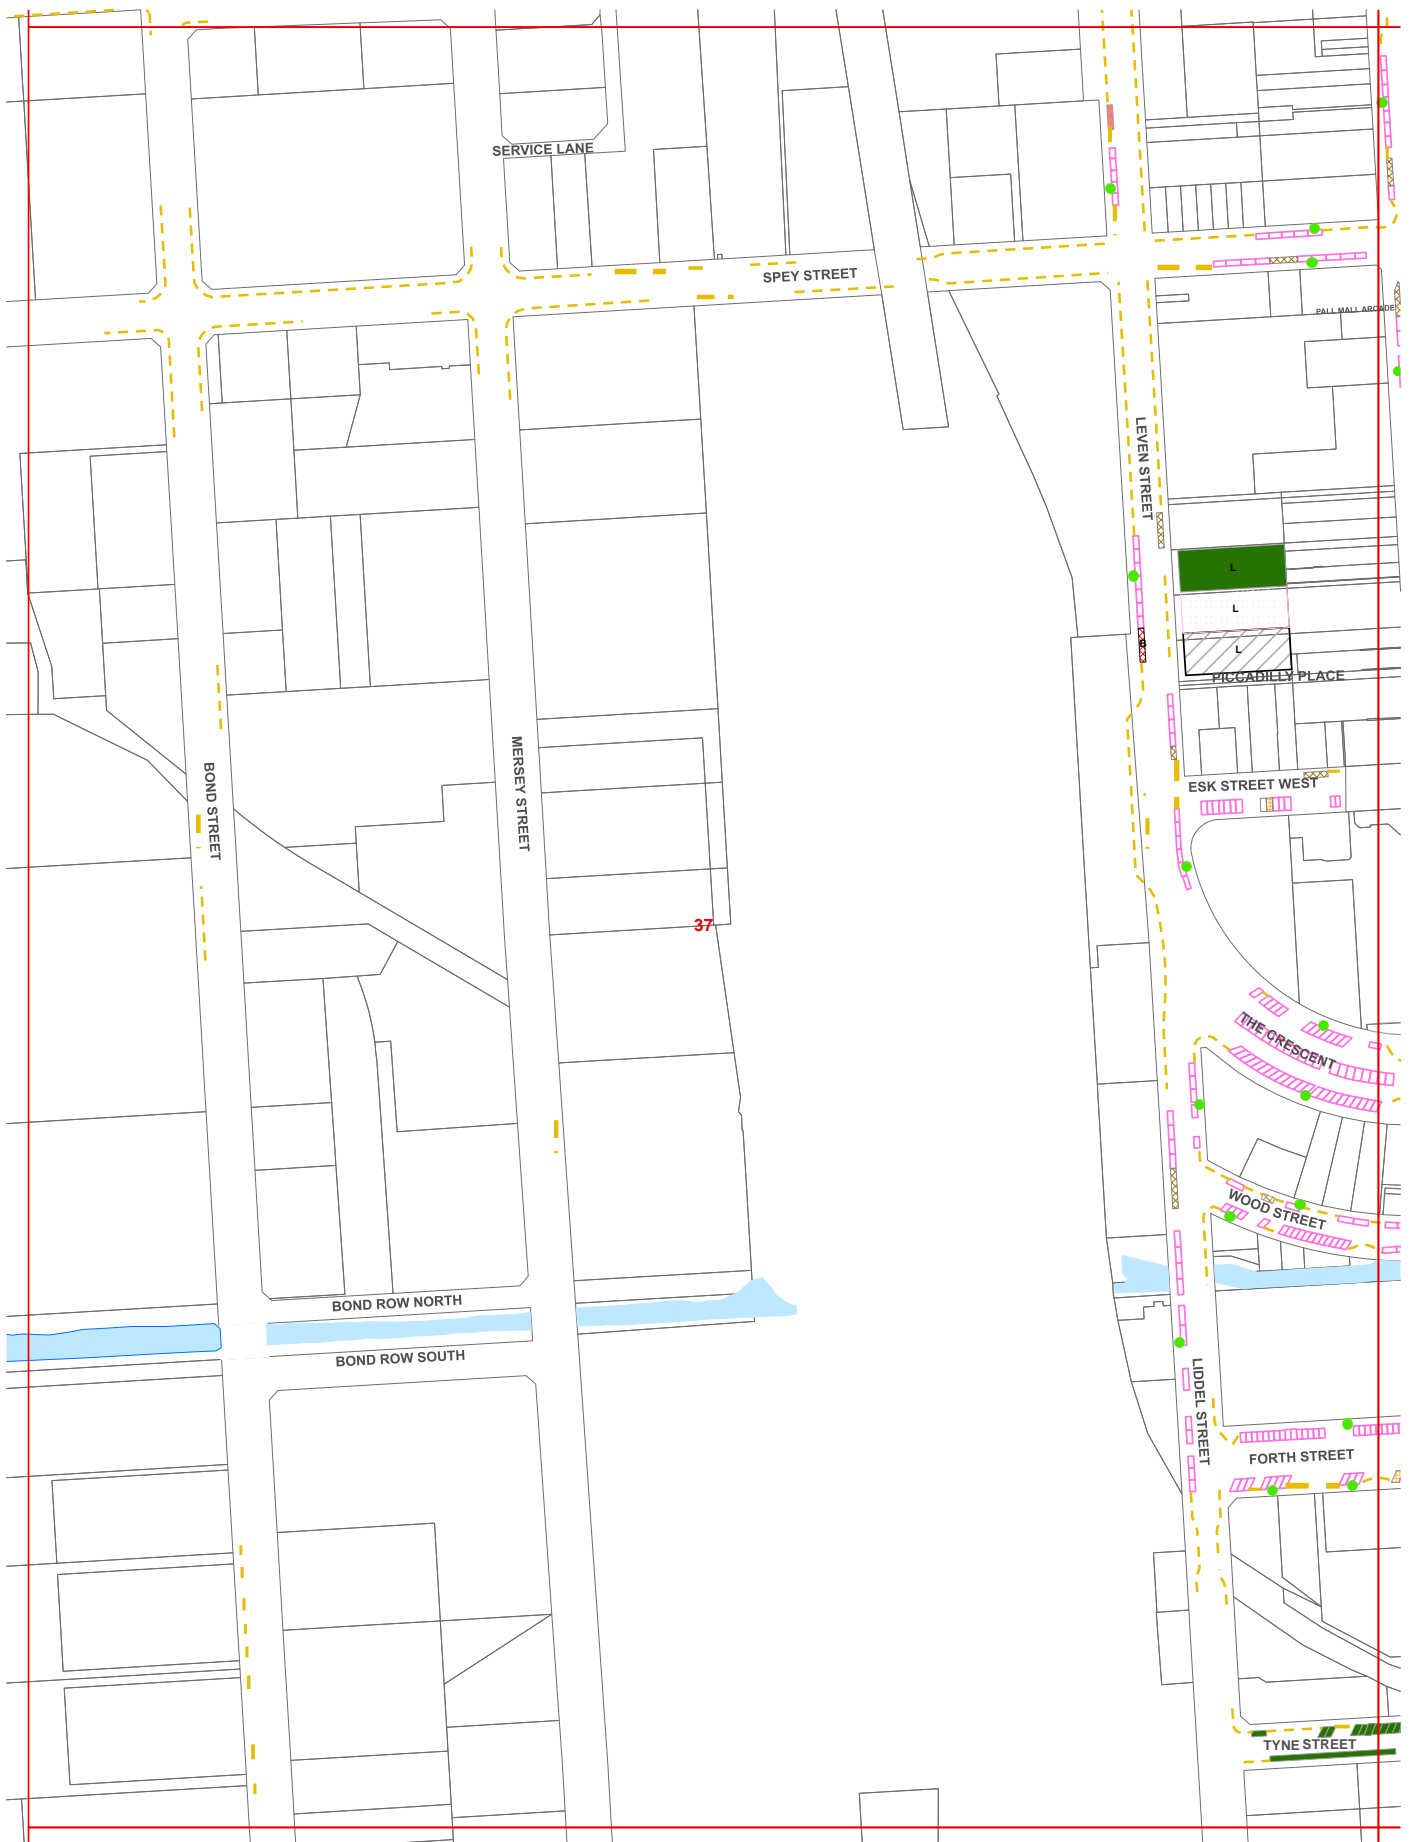 SERVICE LANE
SPEY STREET
PALL MALL ARCADE
LEVEN STREET
L
L
L
PICCADILLY PLACE
ESK STREET WEST
BOND STREET
MERSEY STREET
37
THE CRESCENT
WOOD STREET
BOND ROW NORTH
BOND ROW SOUTH
LIDDEL STREET
FORTH STREET
TYNE STREET